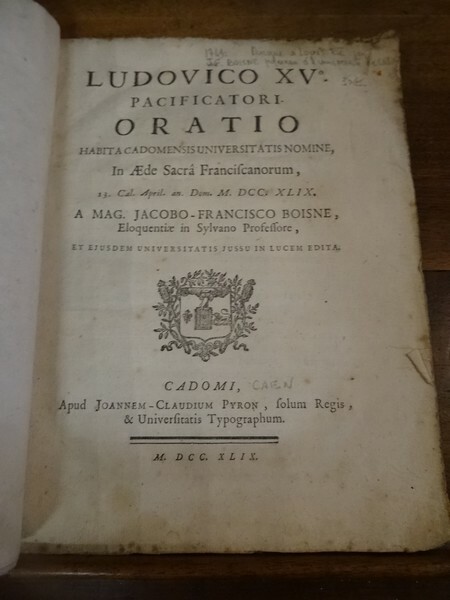 LUDOVICO XVº.
PACIFICATORI.
ORATIO
HABITA CADOMENSIS UNIVERSITATIS NOMINE,
In Æde Sacrâ Franciscanorum,
Cal. April. an. Dom. M. DCC. XLIX.
A MAG. JACOBO-FRANCISCO BOISNE,
Eloquentiæ in Sylvano Professore,
ET EJUSDEM UNIVERSITATIS JUSSU IN LUCEM EDITA.
CADOMI, CAEN
Apud JOANNEM-CLAUDIUM PYRON, solum Regis,
& Universitatis Typographum.
M. DCC. XLIX.